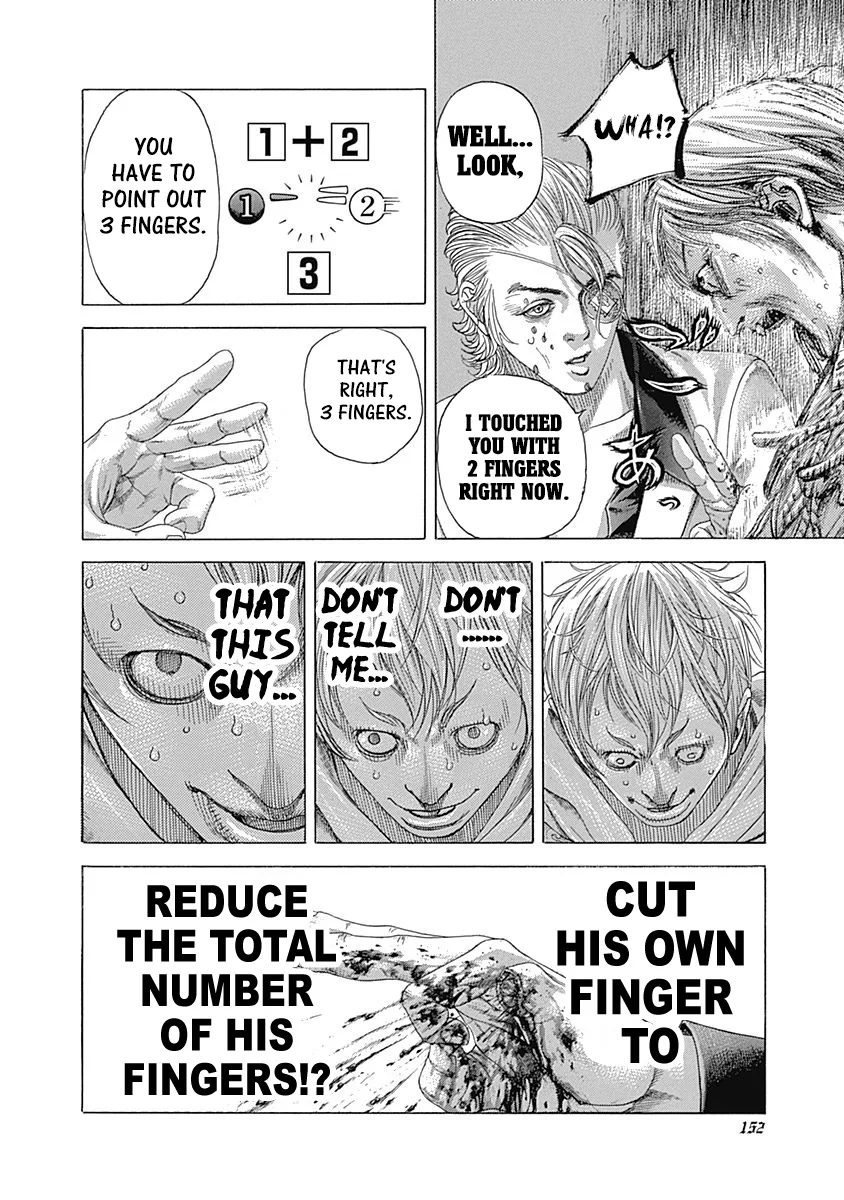 WHA!?
WELL...
LOOK,
I TOUCHED
YOU WITH
2 FINGERS
RIGHT NOW.
あっ
1+2
1 2
3
YOU
HAVE TO
POINT OUT
3 FINGERS.
THAT'S
RIGHT,
3 FINGERS.
DON'T
......
DON'T
TELL
ME...
THAT
THIS
GUY...
CUT
HIS OWN
FINGER
TO
REDUCE
THE TOTAL
NUMBER
OF HIS
FINGERS!?
152